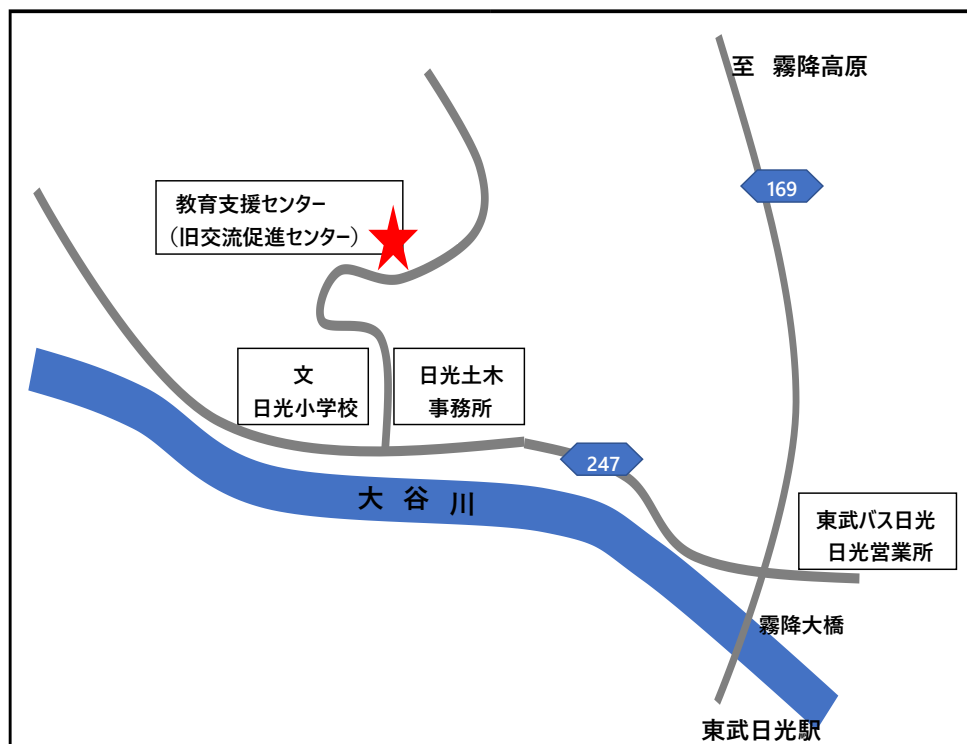 至 霧降高原
169
教育支援センター
（旧交流促進センター）
文
日光小学校
日光土木
事務所
247
大 谷 川
東武バス日光
日光営業所
霧降大橋
東武日光駅